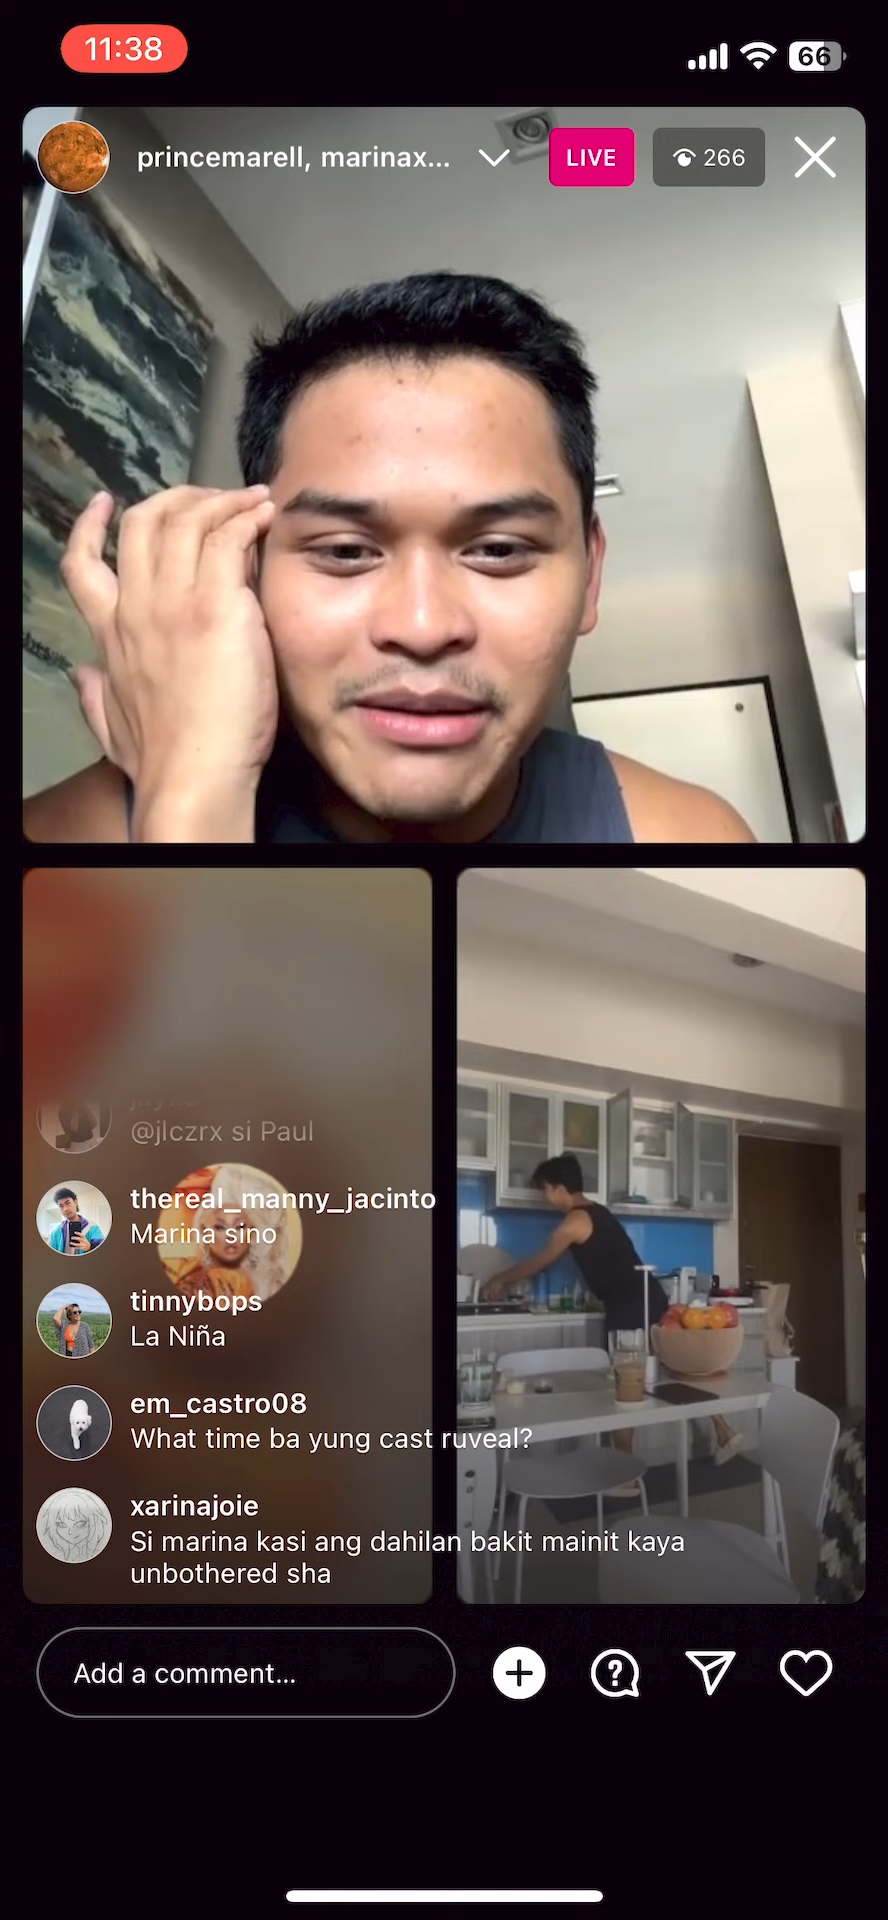 11:38
66
princemarell, marinax...
LIVE
266
@jlczrx si Paul
thereal_manny_jacinto
Marina sino
tinnybops
La Niña
em_castro08
What time ba yung cast ruveal?
xarinajoie
Si marina kasi ang dahilan bakit mainit kaya
unbothered sha
Add a comment...